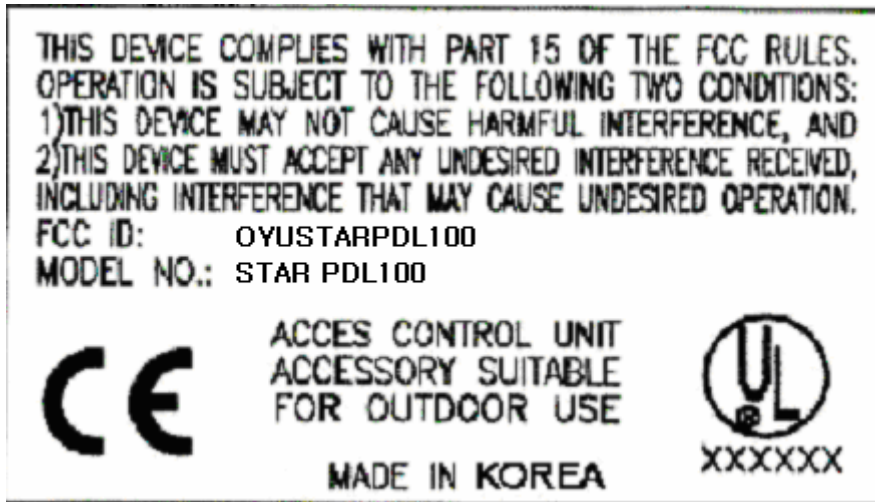 THIS DEVICE COMPLIES WITH PART 15 OF THE FCC RULES.
OPERATION IS SUBJECT TO THE FOLLOWING TWO CONDITIONS:
1)THIS DEVICE MAY NOT CAUSE HARMFUL INTERFERENCE, AND
2)THIS DEVICE MUST ACCEPT ANY UNDESIRED INTERFERENCE RECEIVED,
INCLUDING INTERFERENCE THAT MAY CAUSE UNDESIRED OPERATION.
FCC ID: OYUSTARPDL100
MODEL NO.: STAR PDL100
CE
ACCES CONTROL UNIT
ACCESSORY SUITABLE
FOR OUTDOOR USE
UL
®
XXXXXX
MADE IN KOREA